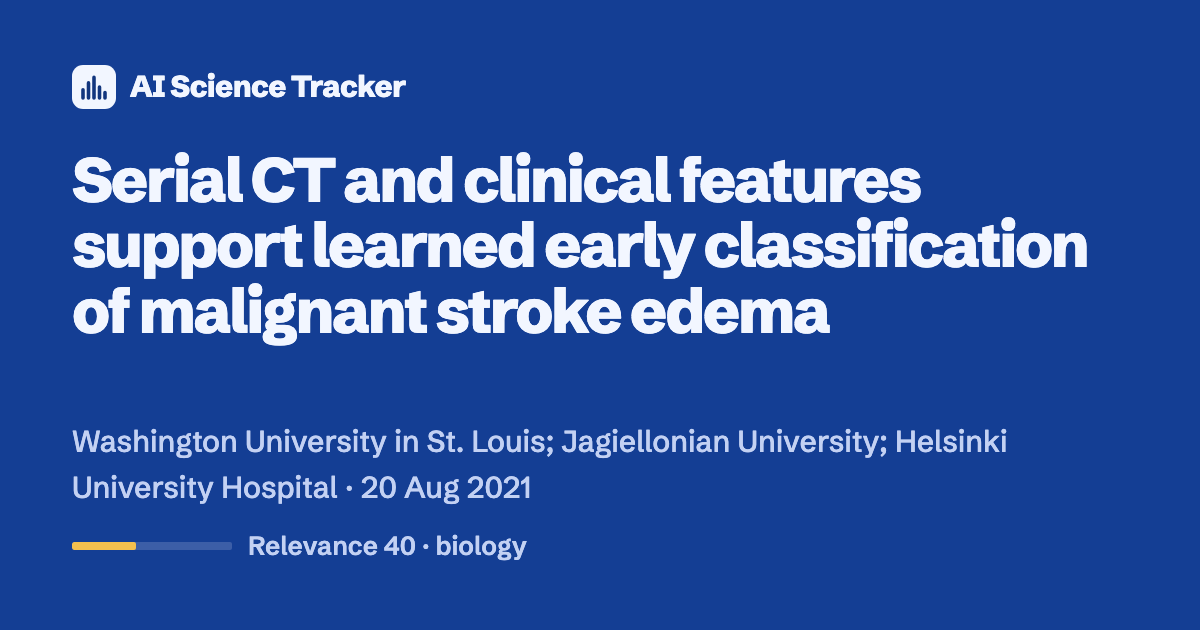 AI Science Tracker
Serial CT and clinical features
support learned early classification
of malignant stroke edema
Washington University in St. Louis; Jagiellonian University; Helsinki
University Hospital · 20 Aug 2021
Relevance 40 · biology